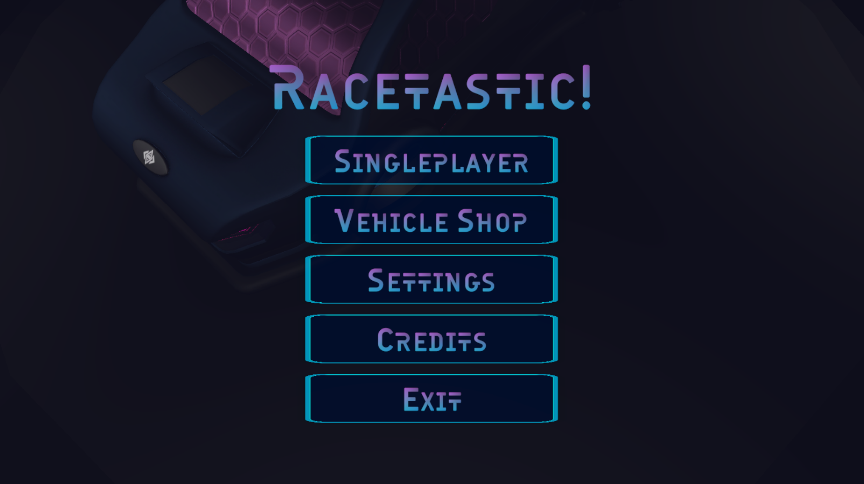 Racetastic!
Singleplayer
Vehicle Shop
Settings
Credits
Exit